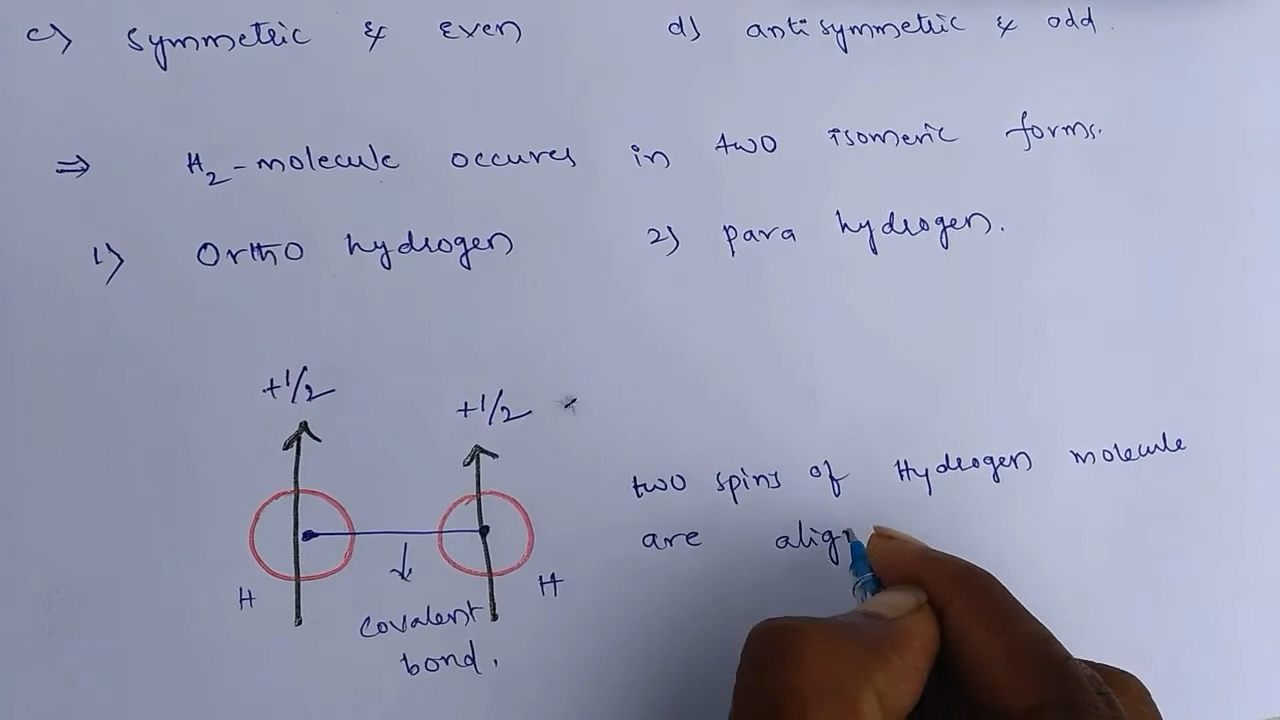 c) symmetric & even d) antisymmetric & odd.
⇒ H₂-molecule occures in two isomeric forms.
1) Ortho hydrogen 2) para hydrogen.
+1/2 +1/2
two spins of Hydrogen molecule
are align
H H
covalent
bond.